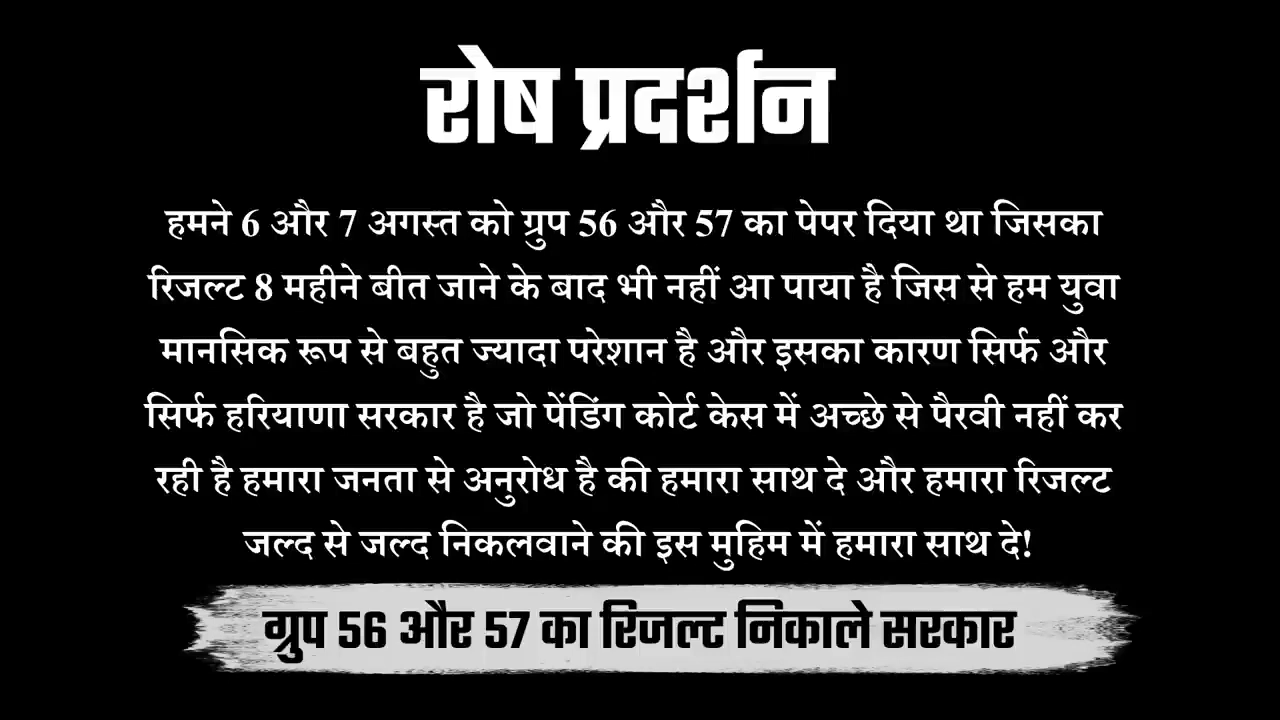 रोष प्रदर्शन
हमने 6 और 7 अगस्त को ग्रुप 56 और 57 का पेपर दिया था जिसका
रिजल्ट 8 महीने बीत जाने के बाद भी नहीं आ पाया है जिस से हम युवा
मानसिक रूप से बहुत ज्यादा परेशान है और इसका कारण सिर्फ और
सिर्फ हरियाणा सरकार है जो पेंडिंग कोर्ट केस में अच्छे से पैरवी नहीं कर
रही है हमारा जनता से अनुरोध है की हमारा साथ दे और हमारा रिजल्ट
जल्द से जल्द निकलवाने की इस मुहिम में हमारा साथ दे!
ग्रुप 56 और 57 का रिजल्ट निकाले सरकार